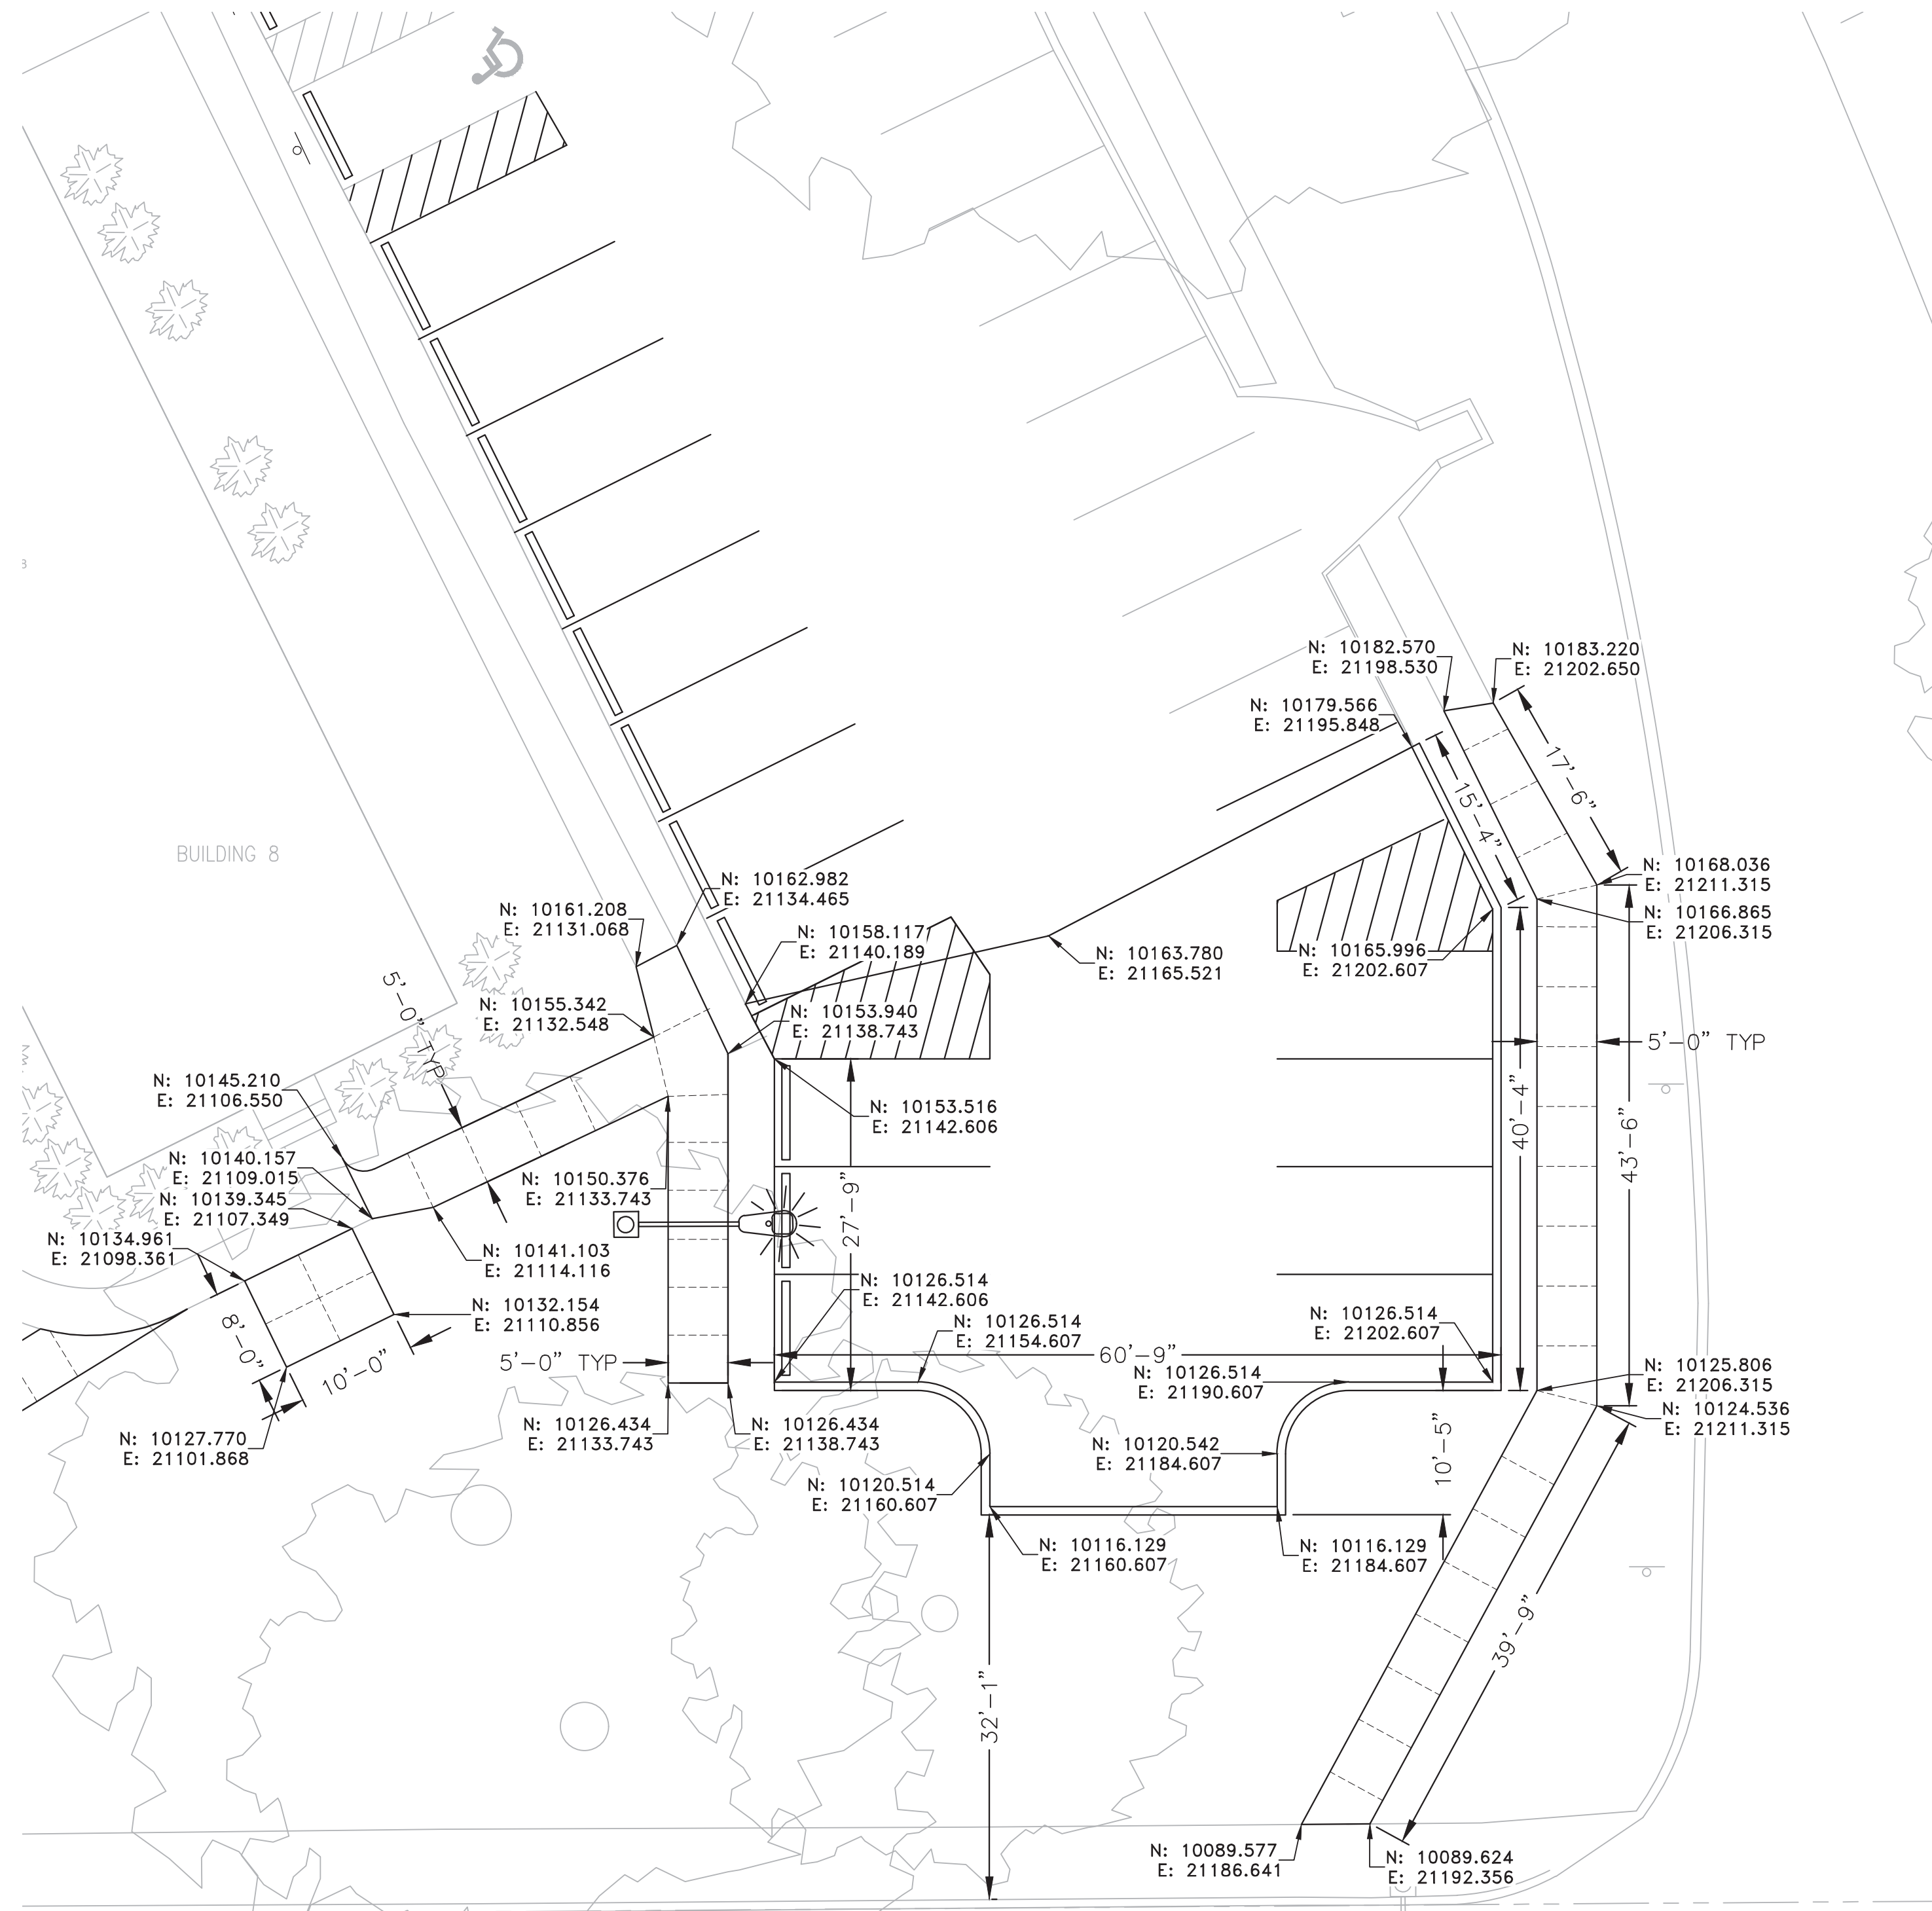 N: 10182.570
E: 21198.530
N: 10183.220
E: 21202.650
N: 10179.566
E: 21195.848
17'-6"
15'-4"
BUILDING 8
N: 10168.036
E: 21211.315
N: 10162.982
E: 21134.465
N: 10161.208
E: 21131.068
N: 10166.865
E: 21206.315
N: 10158.117
E: 21140.189
N: 10163.780
E: 21165.521
N: 10165.996
E: 21202.607
5'-0" TYP
N: 10155.342
E: 21132.548
N: 10153.940
E: 21138.743
5'-0" TYP
N: 10145.210
E: 21106.550
N: 10153.516
E: 21142.606
40'-4"
43'-6"
N: 10140.157
E: 21109.015
N: 10150.376
E: 21133.743
N: 10139.345
E: 21107.349
27'-9"
N: 10134.961
E: 21098.361
N: 10141.103
E: 21114.116
N: 10126.514
E: 21142.606
N: 10132.154
E: 21110.856
N: 10126.514
E: 21154.607
N: 10126.514
E: 21202.607
8'-0"
10'-0"
5'-0" TYP
60'-9"
N: 10126.514
E: 21190.607
N: 10125.806
E: 21206.315
N: 10124.536
E: 21211.315
N: 10127.770
E: 21101.868
N: 10126.434
E: 21133.743
N: 10126.434
E: 21138.743
N: 10120.542
E: 21184.607
10'-5"
N: 10120.514
E: 21160.607
N: 10116.129
E: 21160.607
N: 10116.129
E: 21184.607
39'-9"
32'-1"
N: 10089.577
E: 21186.641
N: 10089.624
E: 21192.356